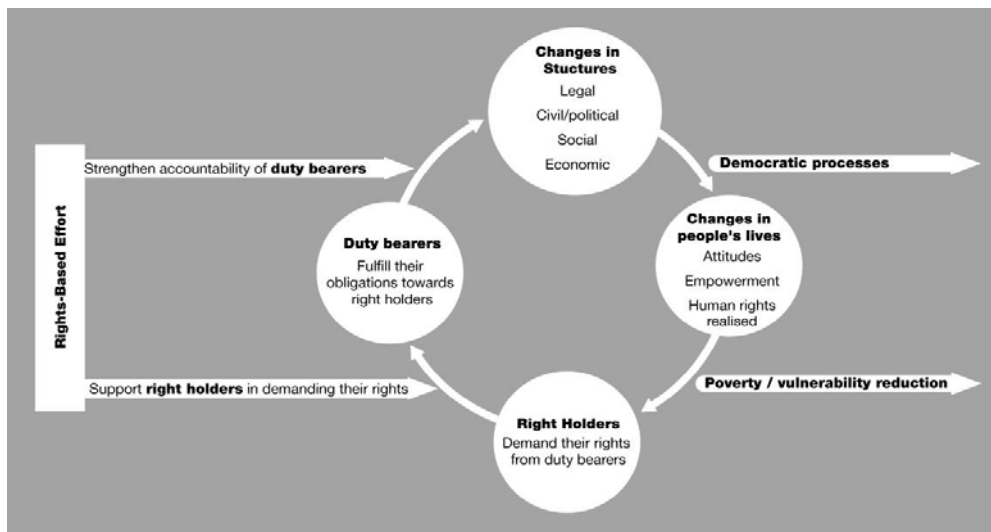 Changes in
Stuctures
Legal
Civil/political
Social
Economic
Rights-Based Effort
Strengthen accountability of duty bearers
Democratic processes
Duty bearers
Fulfill their
obligations towards
right holders
Changes in
people's lives
Attitudes
Empowerment
Human rights
realised
Support right holders in demanding their rights
Poverty / vulnerability reduction
Right Holders
Demand their rights
from duty bearers